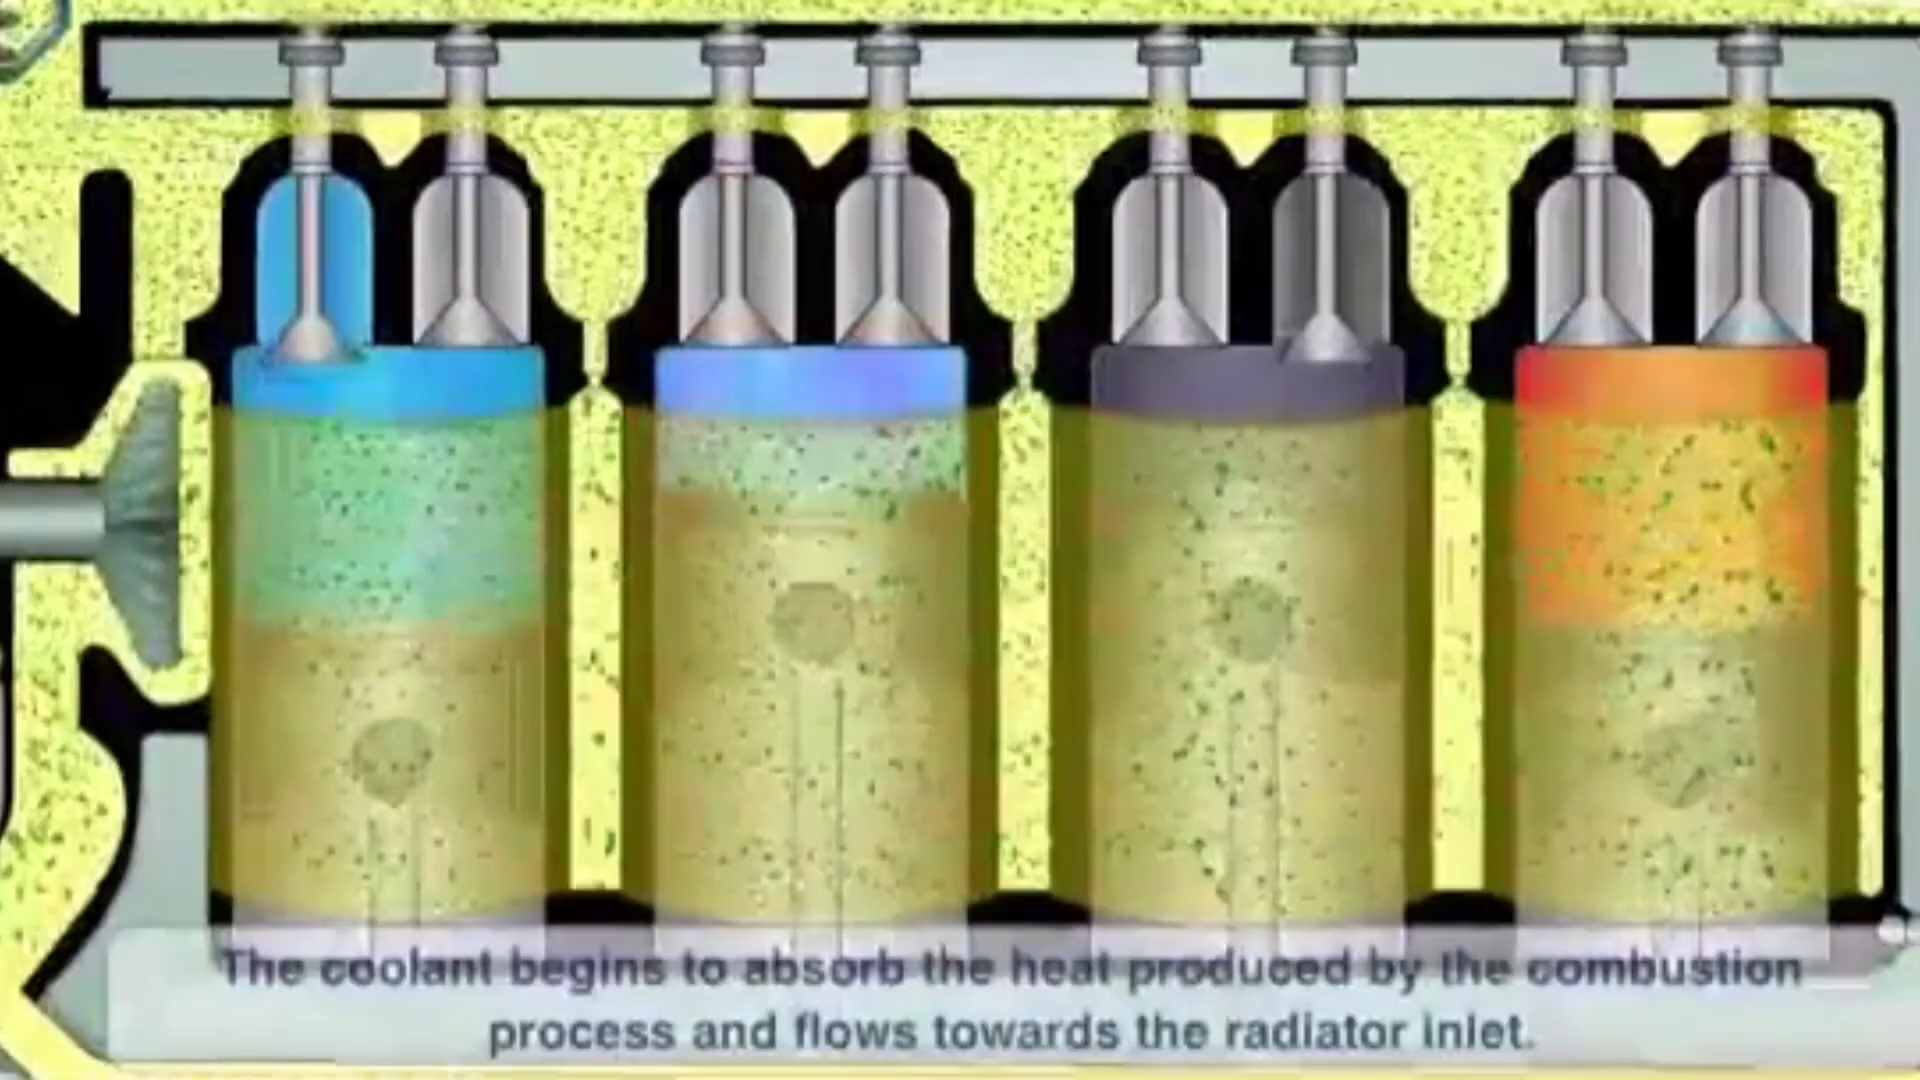 The coolant begins to absorb the heat produced by the combustion
process and flows towards the radiator inlet.